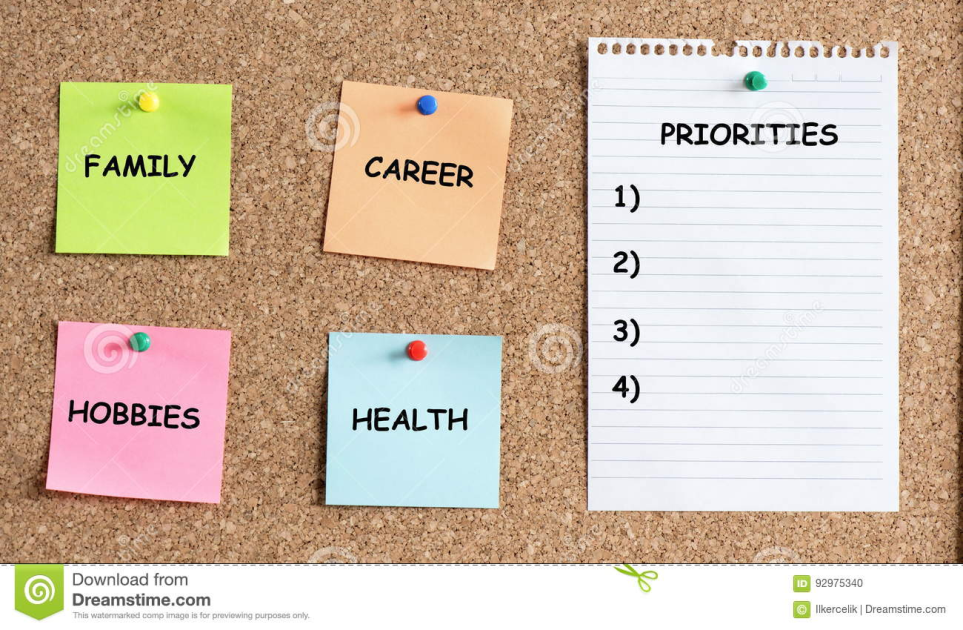 FAMILY
CAREER
HOBBIES
HEALTH
PRIORITIES
1)
2)
3)
4)
Download from
Dreamstime.com
This watermarked comp image is for previewing purposes only.
ID 92975340
© Ilkercelik | Dreamstime.com